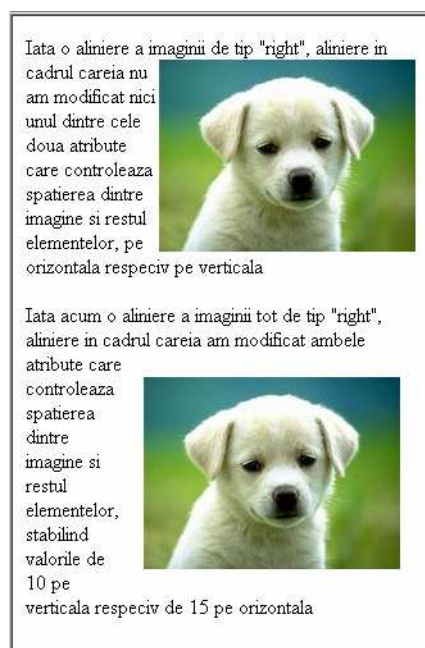 Iata o aliniere a imaginii de tip "right", aliniere in
cadrul careia nu
am modificat nici
unul dintre cele
doua atribute
care controleaza
spatierea dintre
imagine si restul
elementelor, pe
orizontala respeciv pe verticala
Iata acum o aliniere a imaginii tot de tip "right",
aliniere in cadrul careia am modificat ambele
atribute care
controleaza
spatierea
dintre
imagine si
restul
elementelor,
stabilind
valorile de
10 pe
verticala respeciv de 15 pe orizontala